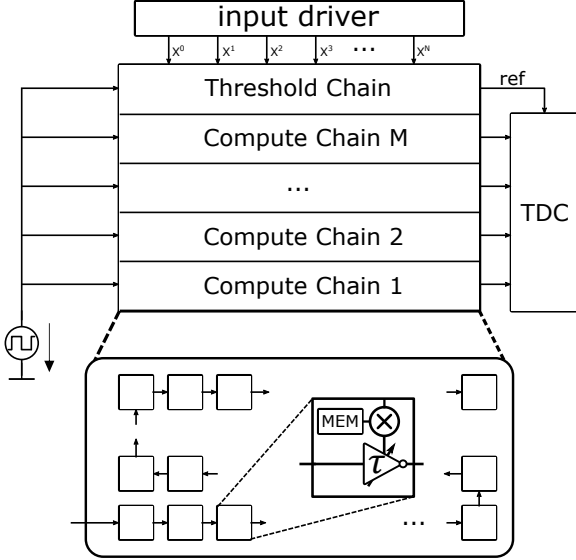 input driver
X⁰ X¹ X² X³ ... Xᴺ
Threshold Chain
ref
Compute Chain M
...
TDC
Compute Chain 2
Compute Chain 1
MEM
τ
...